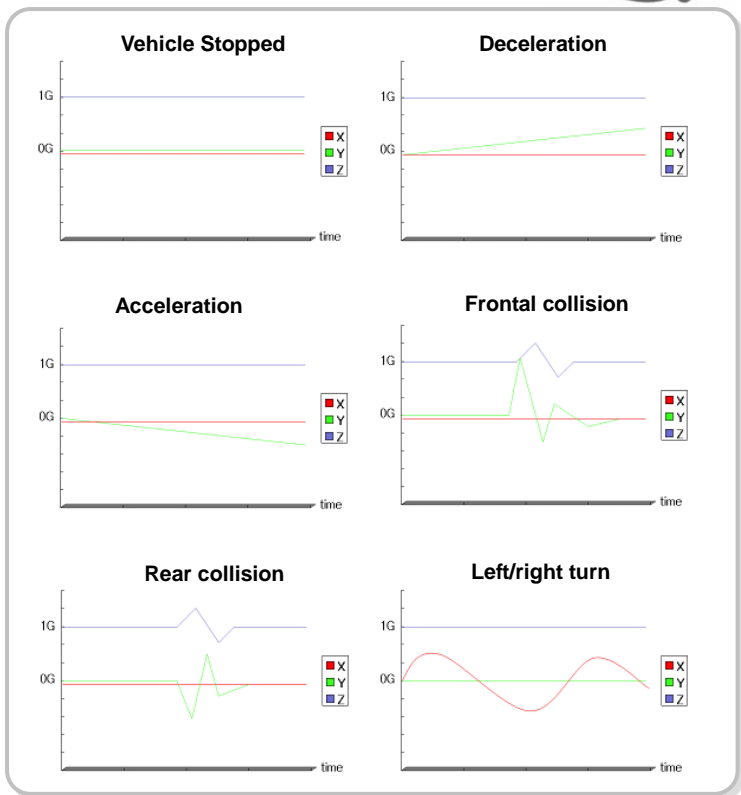 Vehicle Stopped
1G
0G
X
Y
Z
time
Deceleration
1G
0G
X
Y
Z
time
Acceleration
1G
0G
X
Y
Z
time
Frontal collision
1G
0G
X
Y
Z
time
Rear collision
1G
0G
X
Y
Z
time
Left/right turn
1G
0G
X
Y
Z
time